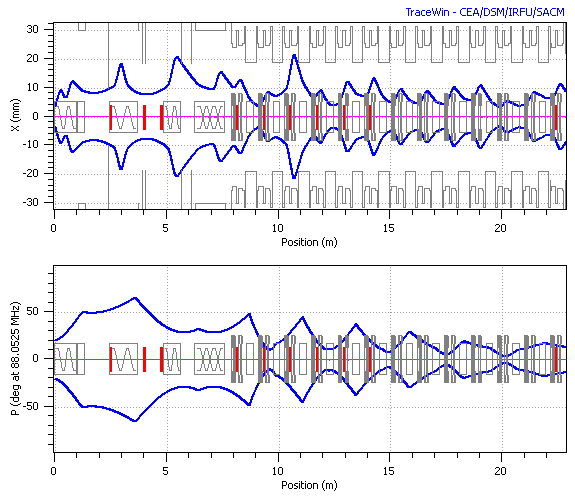 TraceWin - CEA/DSM/IRFU/SACM
30
20
10
0
-10
-20
-30
X (mm)
0 5 10 15 20
Position (m)
50
0
-50
P (deg at 88.0525 MHz)
0 5 10 15 20
Position (m)